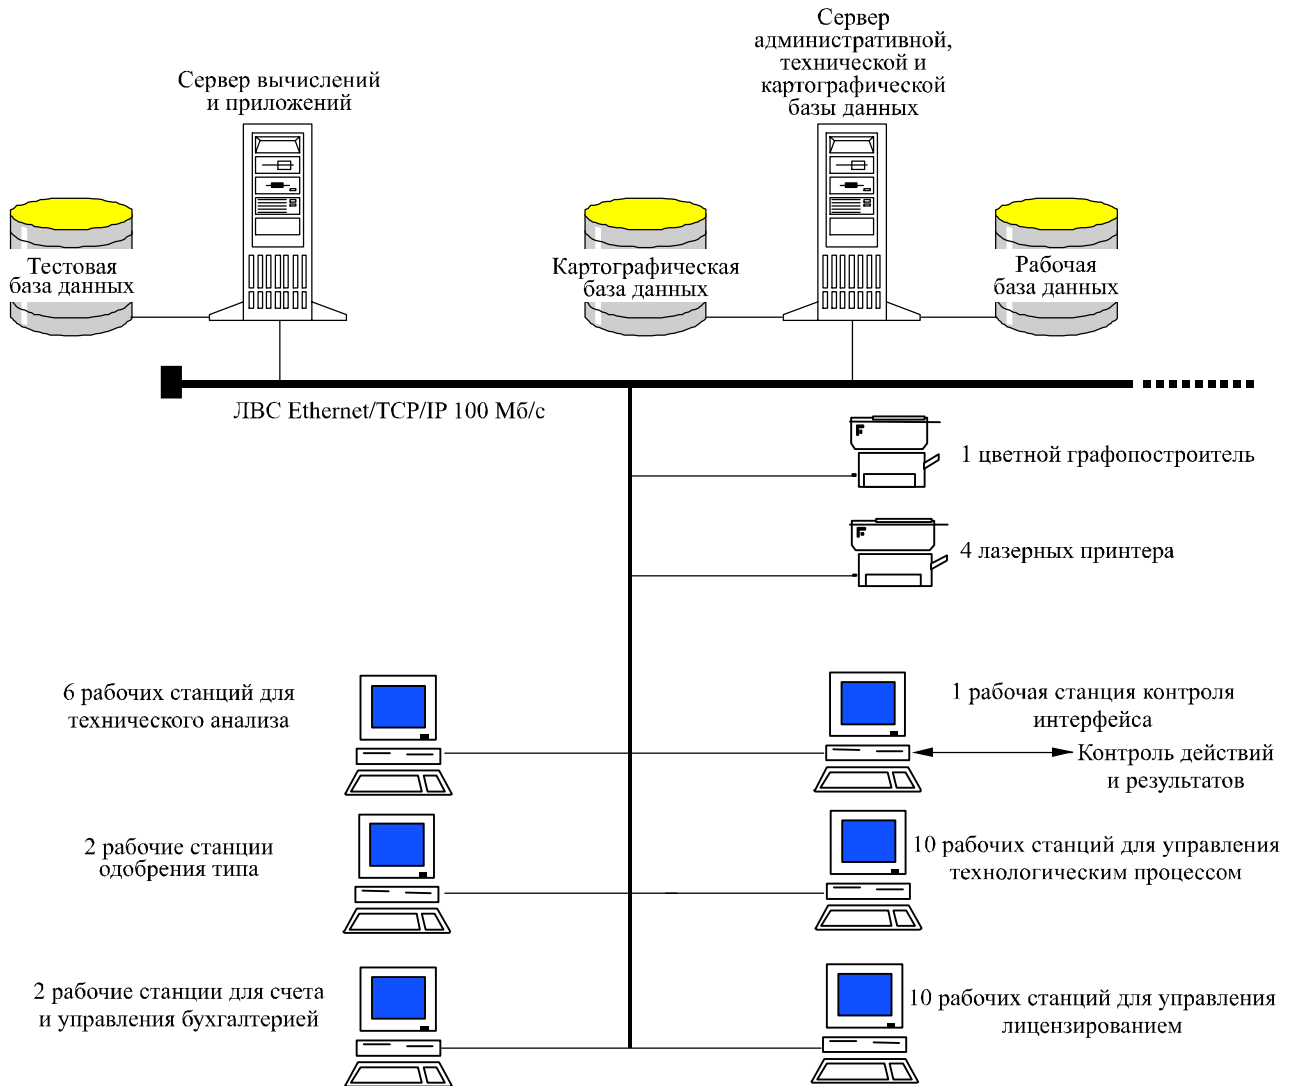 Сервер вычислений
и приложений
Сервер
административной,
технической и
картографической
базы данных
Тестовая
база данных
Картографическая
база данных
Рабочая
база данных
ЛВС Ethernet/TCP/IP 100 Мб/с
1 цветной графопостроитель
4 лазерных принтера
6 рабочих станций для
технического анализа
1 рабочая станция контроля
интерфейса
Контроль действий
и результатов
2 рабочие станции
одобрения типа
10 рабочих станций для управления
технологическим процессом
2 рабочие станции для счета
и управления бухгалтерией
10 рабочих станций для управления
лицензированием